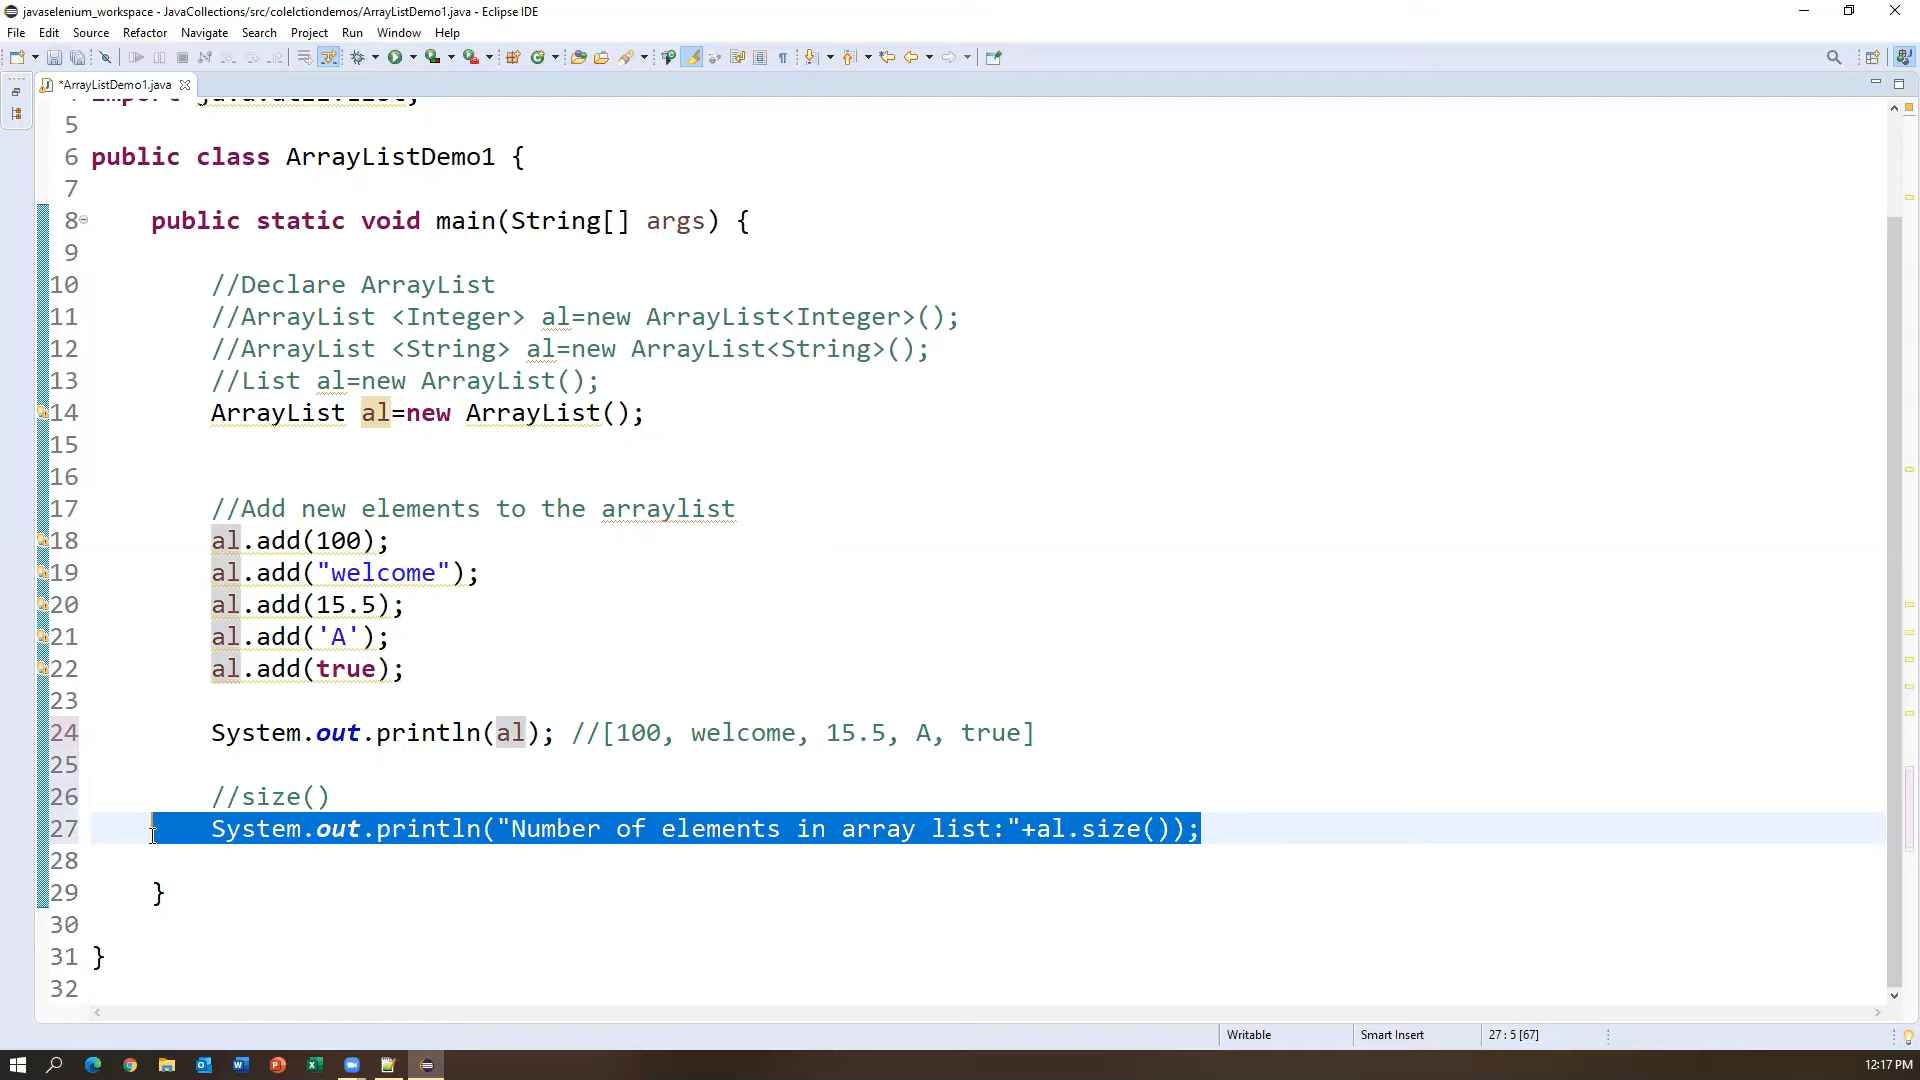 javaselenium_workspace - JavaCollections/src/colelctiondemos/ArrayListDemo1.java - Eclipse IDE
File Edit Source Refactor Navigate Search Project Run Window Help
*ArrayListDemo1.java
5
6 public class ArrayListDemo1 {
7
8 public static void main(String[] args) {
9
10 //Declare ArrayList
11 //ArrayList <Integer> al=new ArrayList<Integer>();
12 //ArrayList <String> al=new ArrayList<String>();
13 //List al=new ArrayList();
14 ArrayList al=new ArrayList();
15
16
17 //Add new elements to the arraylist
18 al.add(100);
19 al.add("welcome");
20 al.add(15.5);
21 al.add('A');
22 al.add(true);
23
24 System.out.println(al); //[100, welcome, 15.5, A, true]
25
26 //size()
27 System.out.println("Number of elements in array list:"+al.size());
28
29 }
30
31 }
32
Writable Smart Insert 27 : 5 [67]
12:17 PM